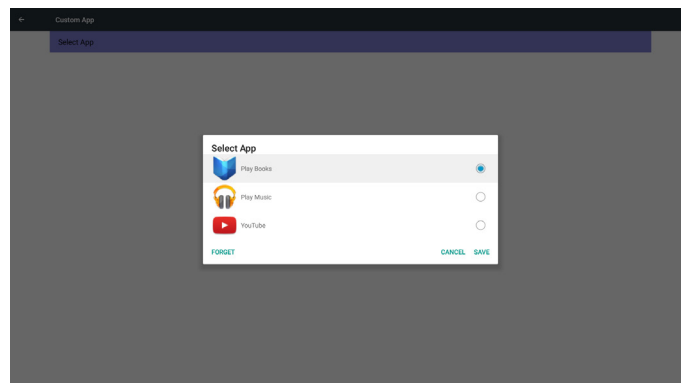 Custom App
Select App
Select App
Play Books
Play Music
YouTube
FORGET CANCEL SAVE